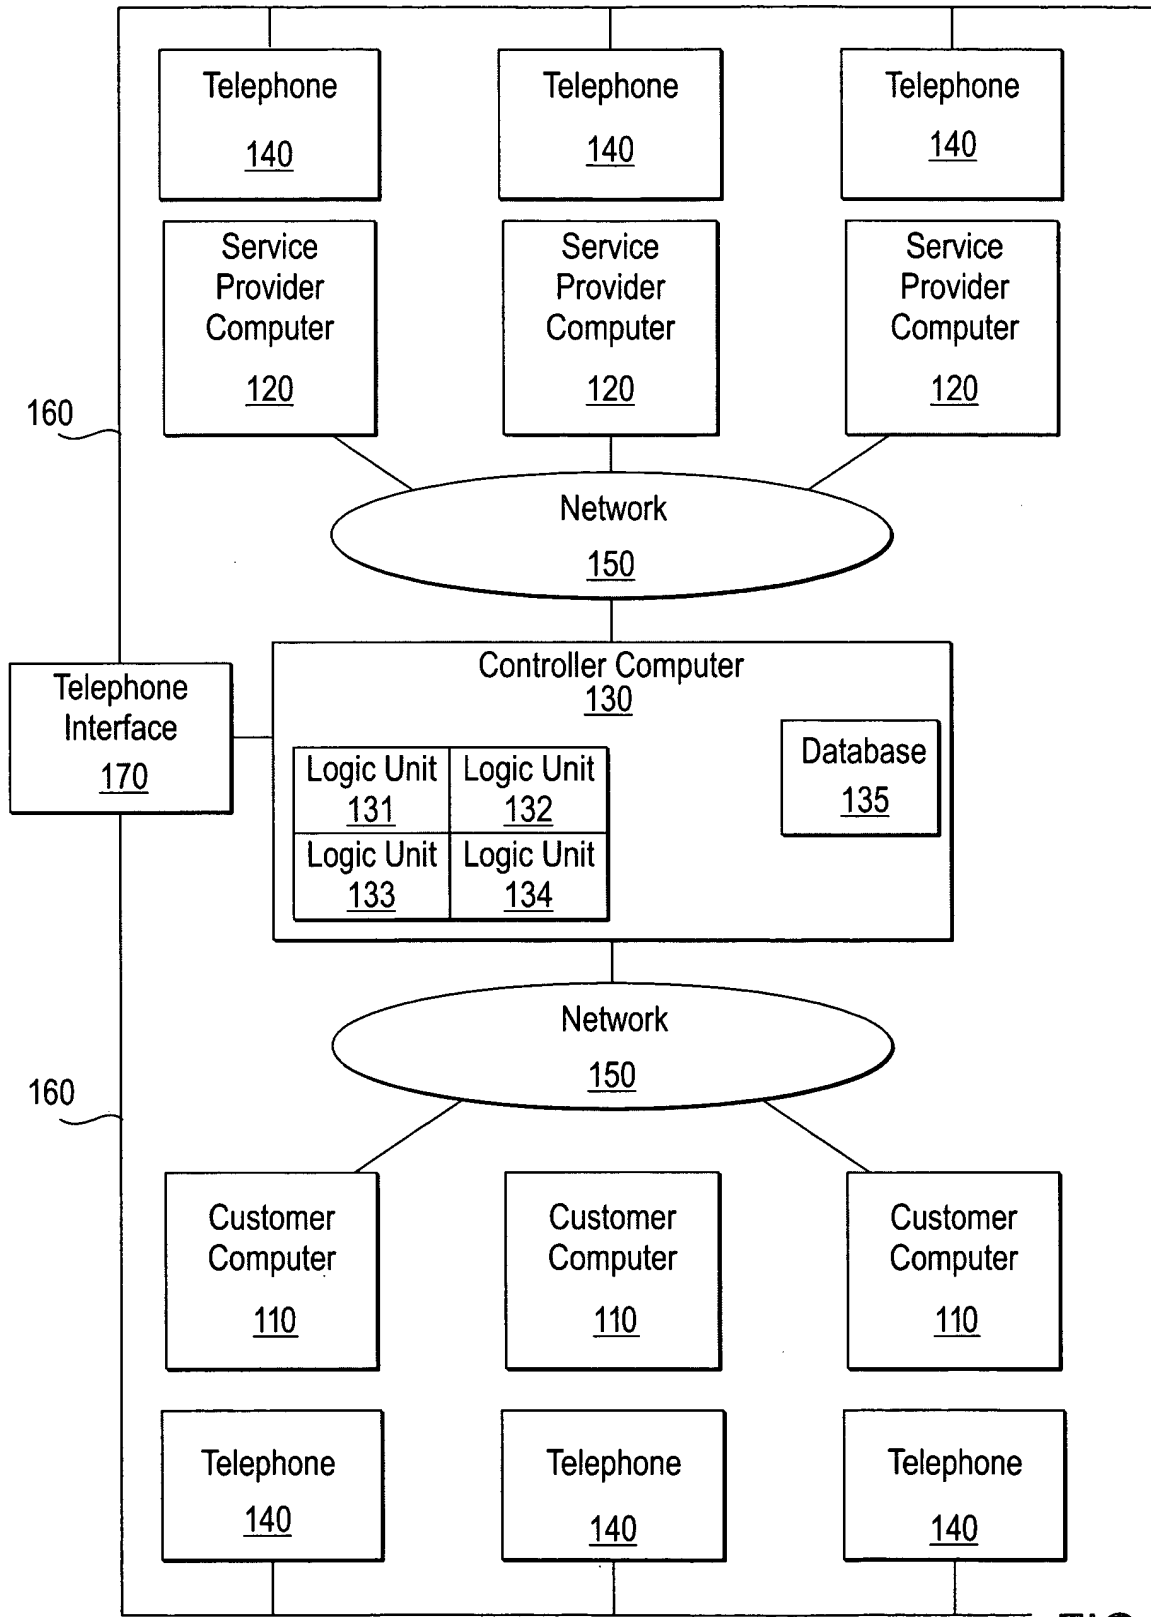 Telephone Telephone Telephone
140 140 140
Service Service Service
Provider Provider Provider
Computer Computer Computer
120 120 120
160
Network
150
Controller Computer
130
Telephone
Interface
170
Logic Unit Logic Unit
131 132
Logic Unit Logic Unit
133 134
Database
135
Network
150
160
Customer Customer Customer
Computer Computer Computer
110 110 110
Telephone Telephone Telephone
140 140 140